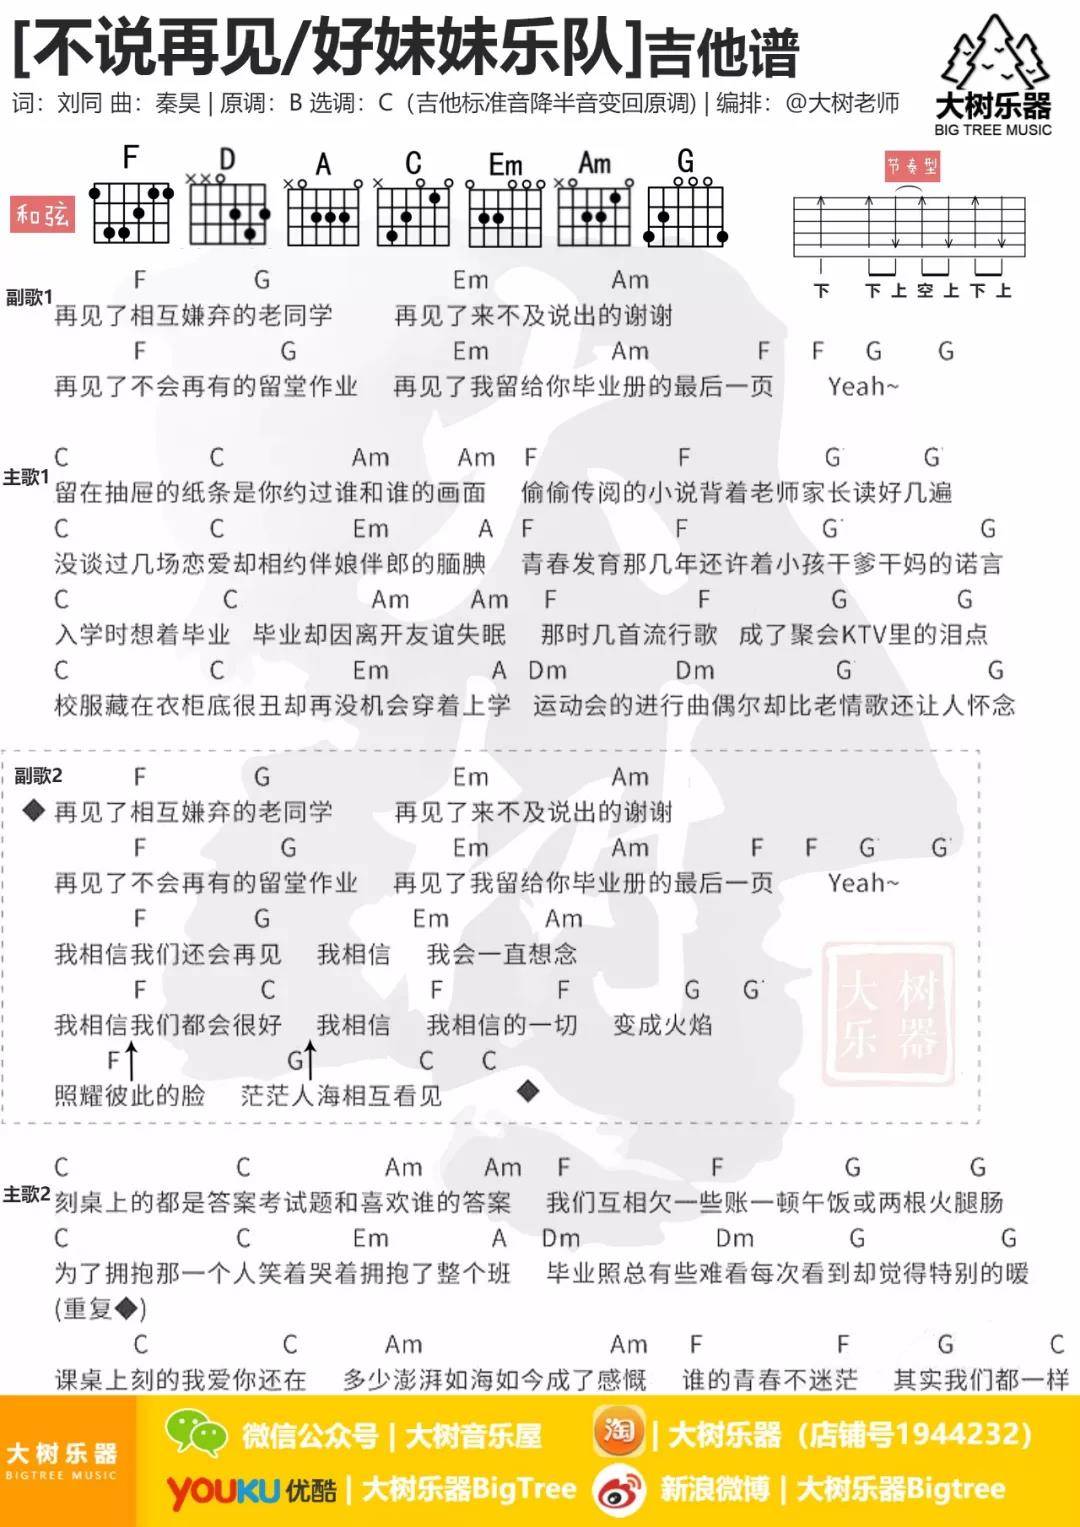 [不说再见/好妹妹乐队]吉他谱
词：刘同 曲：秦昊 | 原调：B 选调：C（吉他标准音降半音变回原调) | 编排：@大树老师
大树乐器
BIG TREE MUSIC
和弦
F D A C Em Am G
节奏型
下 下 上 空 上 下 上
F G Em Am
副歌1 再见了相互嫌弃的老同学 再见了来不及说出的谢谢
F G Em Am F F G G
再见了不会再有的留堂作业 再见了我留给你毕业册的最后一页 Yeah~
C C Am Am F F G G
主歌1 留在抽屉的纸条是你约过谁和谁的画面 偷偷传阅的小说背着老师家长读好几遍
C C Em A F F G G
没谈过几场恋爱却相约伴娘伴郎的腼腆 青春发育那几年还许着小孩干爹干妈的诺言
C C Am Am F F G G
入学时想着毕业 毕业却因离开友谊失眠 那时几首流行歌 成了聚会KTV里的泪点
C C Em A Dm Dm G G
校服藏在衣柜底很丑却再没机会穿着上学 运动会的进行曲偶尔却比老情歌还让人怀念
副歌2 F G Em Am
◆ 再见了相互嫌弃的老同学 再见了来不及说出的谢谢
F G Em Am F F G G
再见了不会再有的留堂作业 再见了我留给你毕业册的最后一页 Yeah~
F G Em Am
我相信我们还会再见 我相信 我会一直想念
F C F F G G
我相信我们都会很好 我相信 我相信的一切 变成火焰
F G C C
照耀彼此的脸 茫茫人海相互看见 ◆
大树
乐器
C C Am Am F F G G
主歌2 刻桌上的都是答案考试题和喜欢谁的答案 我们互相欠一些账一顿午饭或两根火腿肠
C C Em A Dm Dm G G
为了拥抱那一个人笑着哭着拥抱了整个班 毕业照总有些难看每次看到却觉得特别的暖
(重复◆)
C C Am Am F F G C
课桌上刻的我爱你还在 多少澎湃如海如今成了感慨 谁的青春不迷茫 其实我们都一样
大树乐器
BIGTREE MUSIC
微信公众号 | 大树音乐屋
淘 | 大树乐器（店铺号1944232）
YOUKU 优酷 | 大树乐器BigTree
新浪微博 | 大树乐器Bigtree
大树